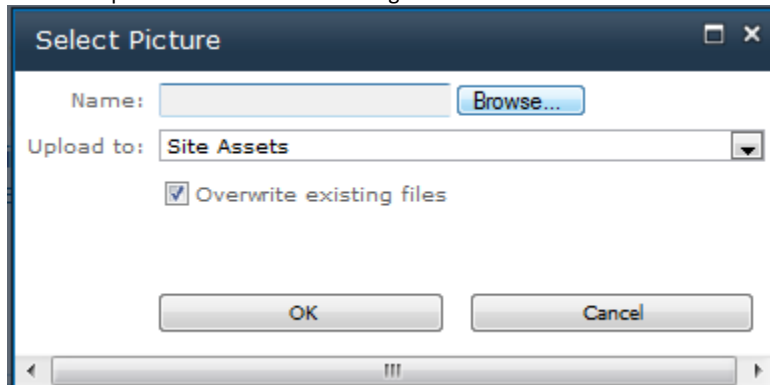 Select Picture
Name: Browse...
Upload to: Site Assets
Overwrite existing files
OK Cancel